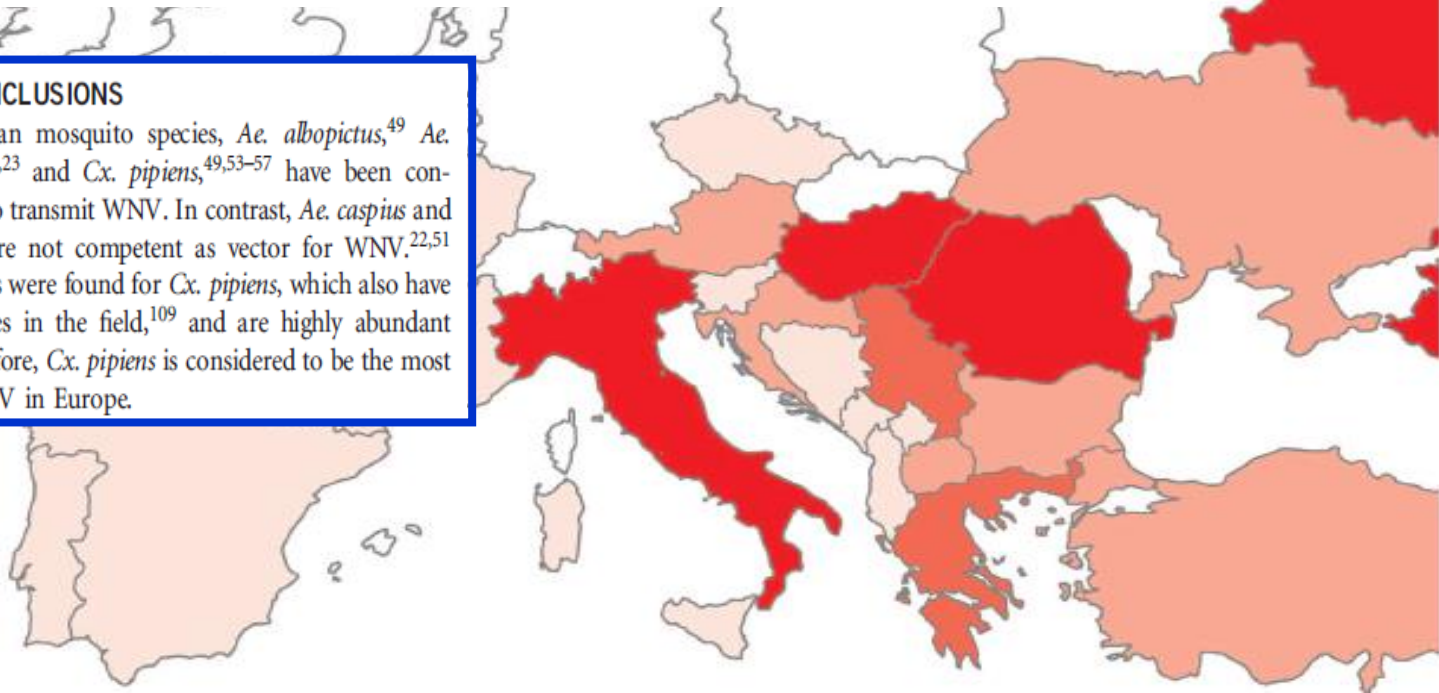 NCLUSIONS
an mosquito species, Ae. albopictus,49 Ae.
,23 and Cx. pipiens,49,53–57 have been con-
o transmit WNV. In contrast, Ae. caspius and
re not competent as vector for WNV.22,51
s were found for Cx. pipiens, which also have
es in the field,109 and are highly abundant
fore, Cx. pipiens is considered to be the most
V in Europe.